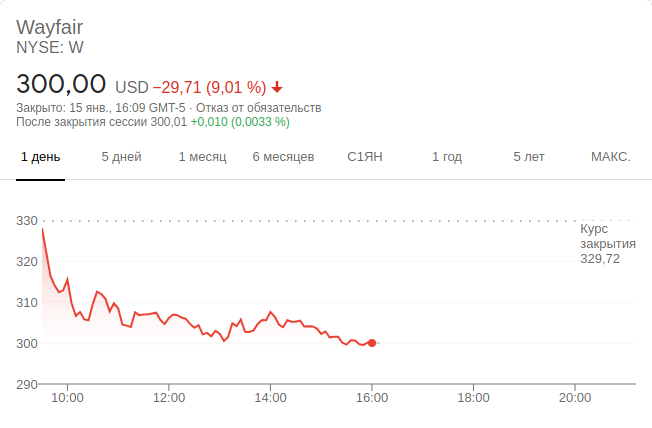 Wayfair
NYSE: W
300,00 USD −29,71 (9,01 %)
Закрыто: 15 янв., 16:09 GMT-5 · Отказ от обязательств
После закрытия сессии 300,01 +0,010 (0,0033 %)
1 день 5 дней 1 месяц 6 месяцев С1ЯН 1 год 5 лет МАКС.
330
Курс
закрытия
329,72
320
310
300
290
10:00 12:00 14:00 16:00 18:00 20:00